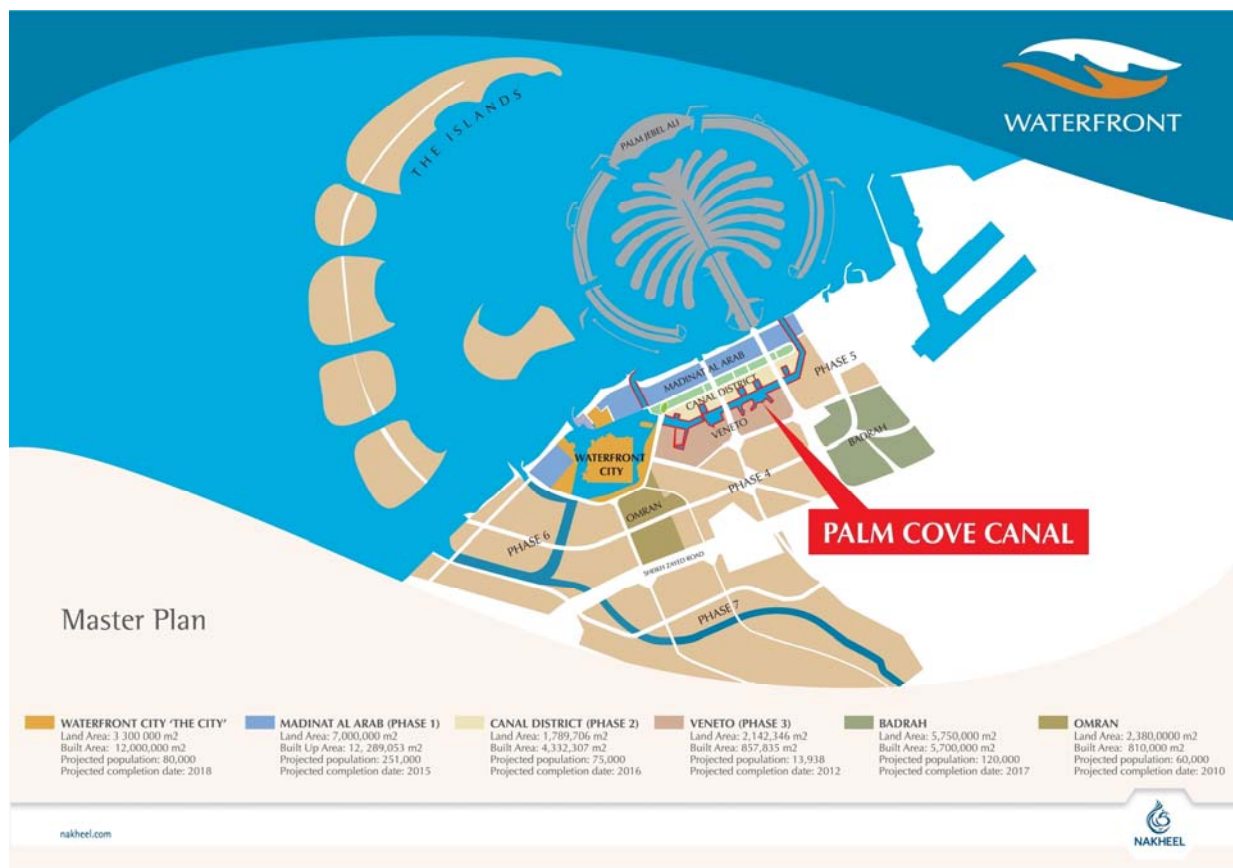 WATERFRONT
THE ISLANDS
PALM JEBEL ALI
MADINAT AL ARAB
CANAL DISTRICT
VENETO
PHASE 5
BADRAH
WATERFRONT
CITY
PHASE 4
OMRAN
PHASE 6
SHEIKH ZAYED ROAD
PHASE 7
PALM COVE CANAL
Master Plan
WATERFRONT CITY 'THE CITY'
Land Area: 3 300 000 m2
Built Area: 12,000,000 m2
Projected population: 80,000
Projected completion date: 2018
MADINAT AL ARAB (PHASE 1)
Land Area: 7,000,000 m2
Built Up Area: 12, 289,053 m2
Projected population: 251,000
Projected completion date: 2015
CANAL DISTRICT (PHASE 2)
Land Area: 1,789,706 m2
Built Area: 4,332,307 m2
Projected population: 75,000
Projected completion date: 2016
VENETO (PHASE 3)
Land Area: 2,142,346 m2
Built Area: 857,835 m2
Projected population: 13,938
Projected completion date: 2012
BADRAH
Land Area: 5,750,000 m2
Built Area: 5,700,000 m2
Projected population: 120,000
Projected completion date: 2017
OMRAN
Land Area: 2,380,0000 m2
Built Area: 810,000 m2
Projected population: 60,000
Projected completion date: 2010
nakheel.com
NAKHEEL